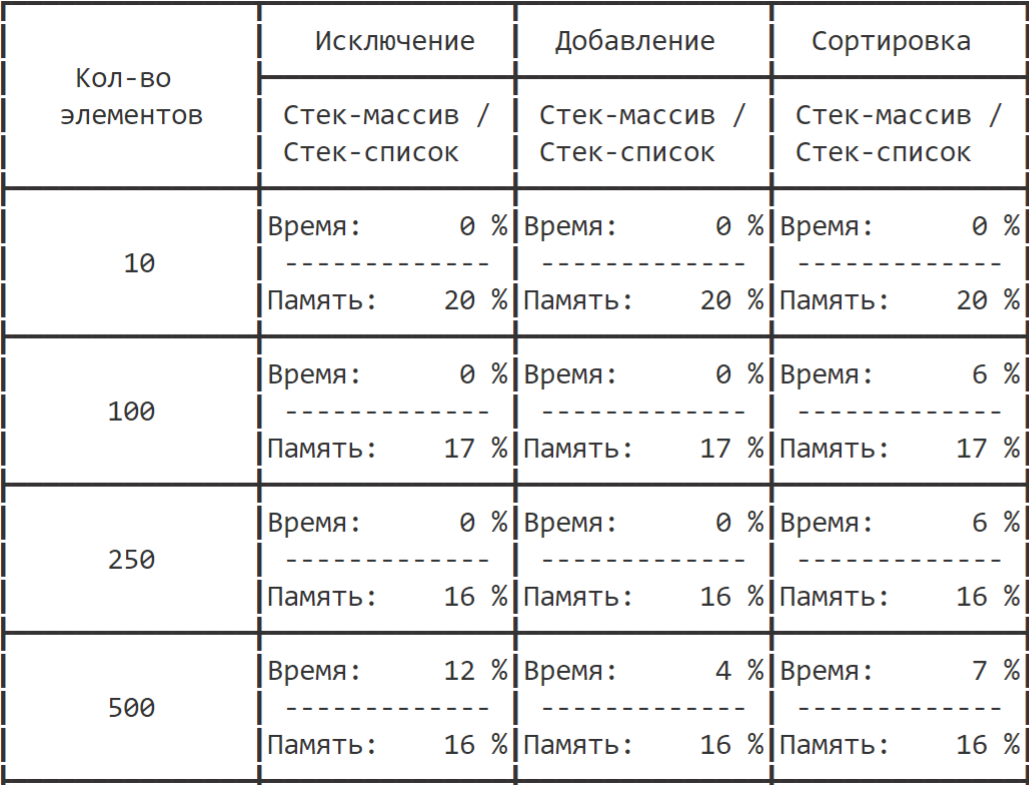 Исключение Добавление Сортировка
Кол-во
элементов
Стек-массив / Стек-массив / Стек-массив /
Стек-список Стек-список Стек-список
Время: 0 % Время: 0 % Время: 0 %
10 ------------- ------------- -------------
Память: 20 % Память: 20 % Память: 20 %
Время: 0 % Время: 0 % Время: 6 %
100 ------------- ------------- -------------
Память: 17 % Память: 17 % Память: 17 %
Время: 0 % Время: 0 % Время: 6 %
250 ------------- ------------- -------------
Память: 16 % Память: 16 % Память: 16 %
Время: 12 % Время: 4 % Время: 7 %
500 ------------- ------------- -------------
Память: 16 % Память: 16 % Память: 16 %